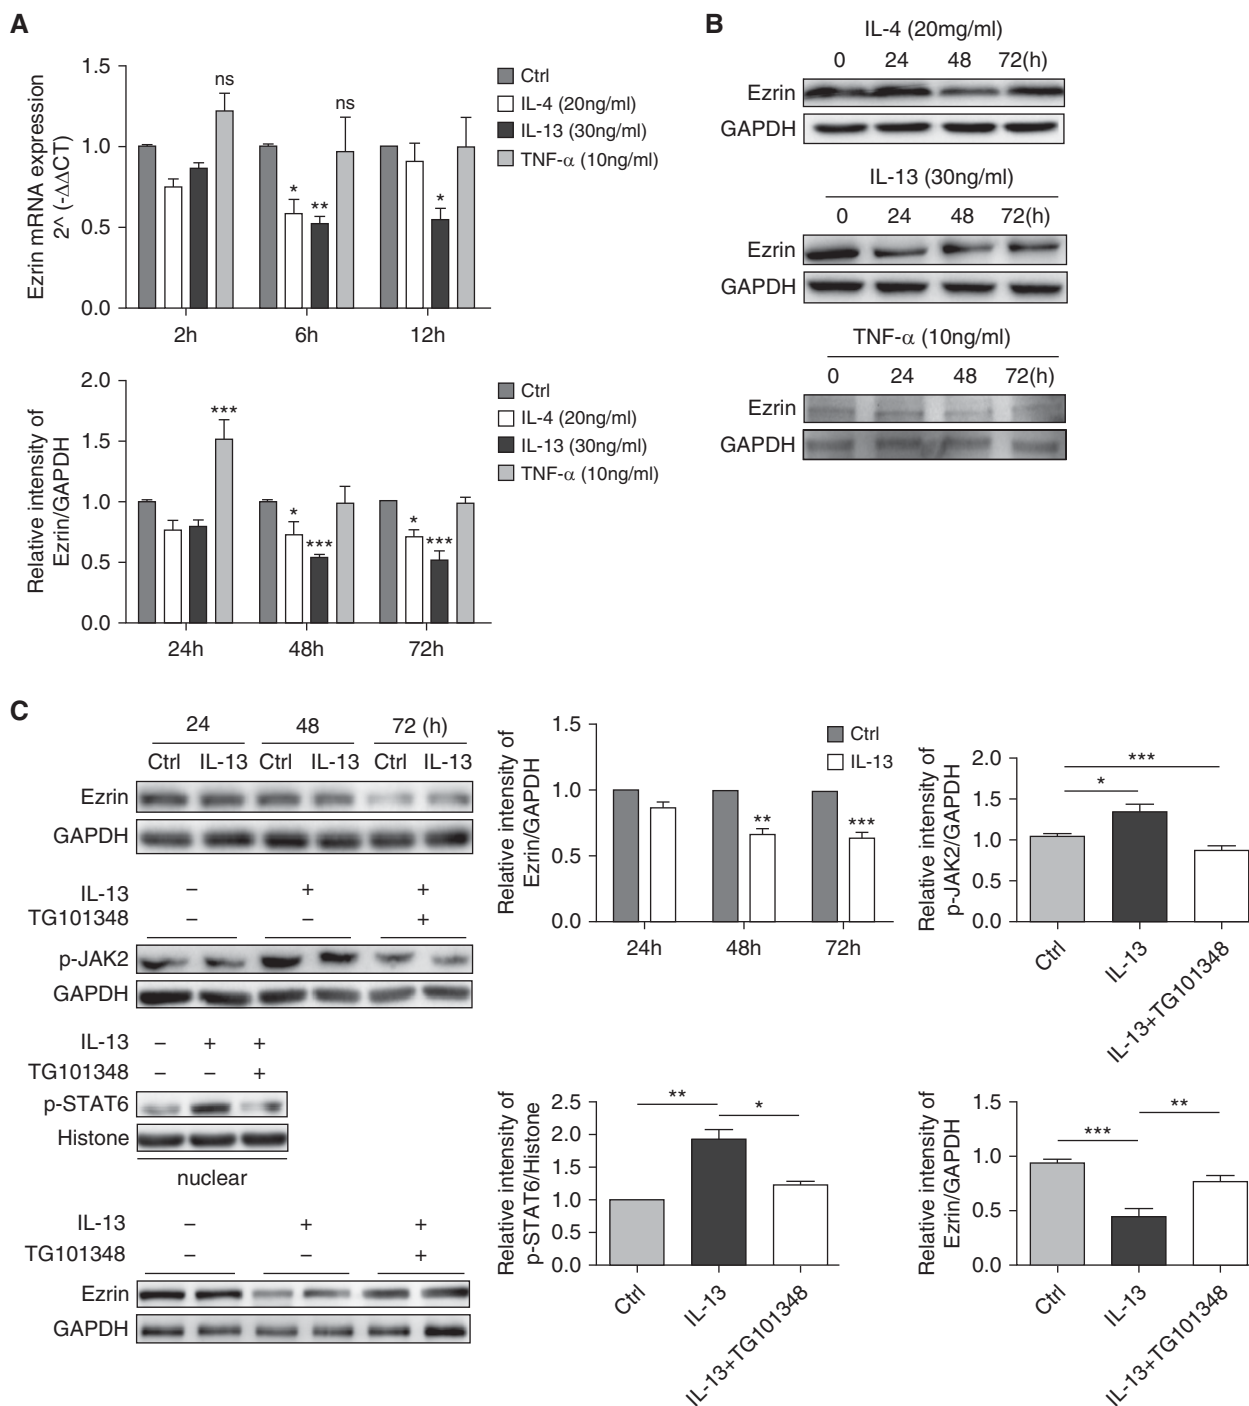 A
Ezrin mRNA expression
2^ (-ΔΔCT)
1.5
1.0
0.5
0.0
ns
* **
ns
*
2h 6h 12h
Ctrl
IL-4 (20ng/ml)
IL-13 (30ng/ml)
TNF-α (10ng/ml)
Relative intensity of
Ezrin/GAPDH
2.0
1.5
1.0
0.5
0.0
***
* ***
* ***
24h 48h 72h
Ctrl
IL-4 (20ng/ml)
IL-13 (30ng/ml)
TNF-α (10ng/ml)
B
IL-4 (20mg/ml)
0 24 48 72(h)
Ezrin
GAPDH
IL-13 (30ng/ml)
0 24 48 72(h)
Ezrin
GAPDH
TNF-α (10ng/ml)
0 24 48 72(h)
Ezrin
GAPDH
C
24 48 72 (h)
Ctrl IL-13 Ctrl IL-13 Ctrl IL-13
Ezrin
GAPDH
IL-13 – + +
TG101348 – – +
p-JAK2
GAPDH
IL-13 – + +
TG101348 – – +
p-STAT6
Histone
nuclear
IL-13 – + +
TG101348 – – +
Ezrin
GAPDH
Relative intensity of
Ezrin/GAPDH
1.5
1.0
0.5
0.0
** ***
24h 48h 72h
Ctrl
IL-13
Relative intensity of
p-JAK2/GAPDH
2.0
1.5
1.0
0.5
0.0
***
*
Ctrl
IL-13
IL-13+TG101348
Relative intensity of
p-STAT6/Histone
2.5
2.0
1.5
1.0
0.5
0.0
** *
Ctrl
IL-13
IL-13+TG101348
Relative intensity of
Ezrin/GAPDH
1.5
1.0
0.5
0.0
*** **
Ctrl
IL-13
IL-13+TG101348